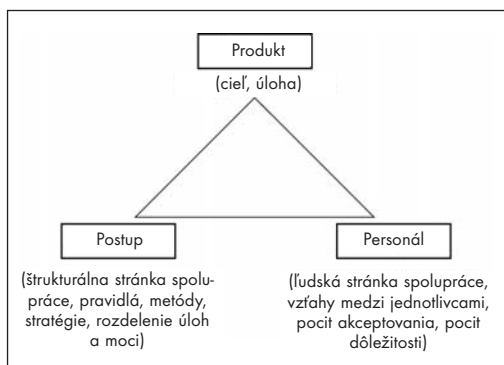 Produkt
(cieľ, úloha)
Postup
(štrukturálna stránka spolu-
práce, pravidlá, metódy,
stratégie, rozdelenie úloh
a moci)
Personál
(ľudská stránka spolupráce,
vzťahy medzi jednotlivcami,
pocit akceptovania, pocit
dôležitosti)